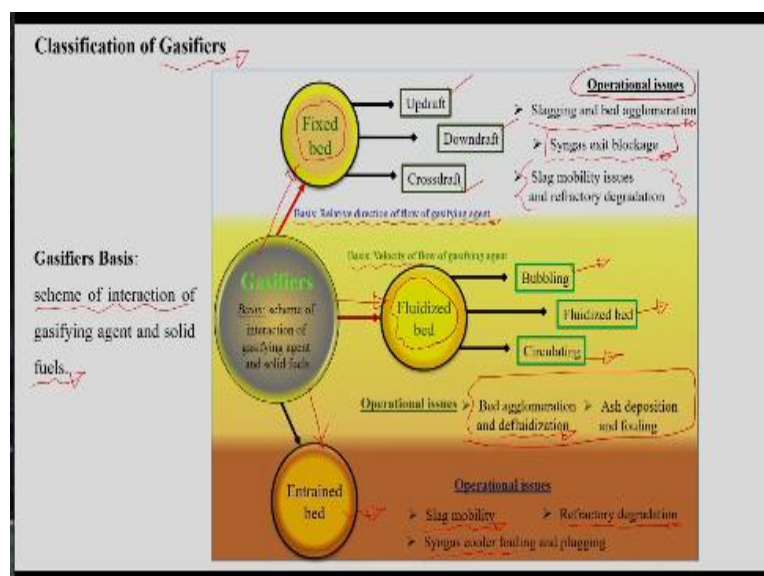 Classification of Gasifiers
Operational issues
Updraft
➢ Slagging and bed agglomeration
Fixed
bed
Downdraft
➢ Syngas exit blockage
Crossdraft
➢ Slag mobility issues
and refractory degradation
Basis: Relative direction of flow of gasifying agent
Gasifiers Basis:
scheme of interaction of
gasifying agent and solid
fuels.
Gasifiers
Basis: scheme of
interaction of
gasifying agent
and solid fuels
Basis: Velocity of flow of gasifying agent
Bubbling
Fluidized
bed
Fluidized bed
Circulating
Operational issues
➢ Bed agglomeration
and defluidization
➢ Ash deposition
and fouling
Entrained
bed
Operational issues
➢ Slag mobility
➢ Refractory degradation
➢ Syngas cooler fouling and plugging